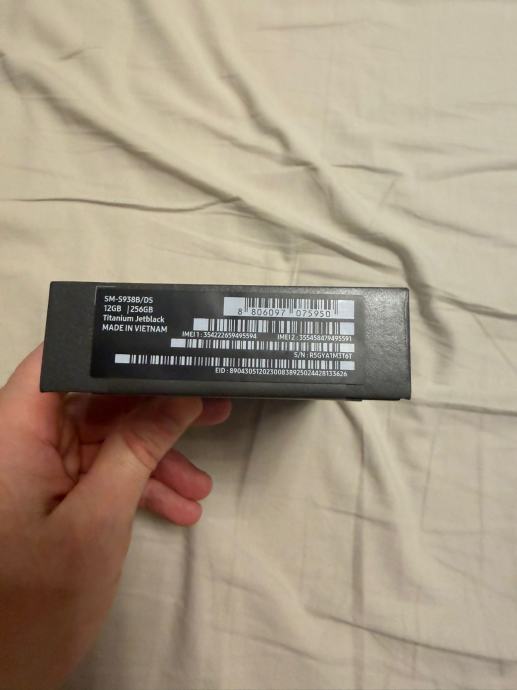 SM-S938B/DS
12GB | 256GB
Titanium Jetblack
MADE IN VIETNAM
8 806097 075950
IMEI 1 : 354222659495594 IMEI 2 : 355458479495591
S/N : R5GYA1M3T6T
EID : 89043051202300838925024428133626